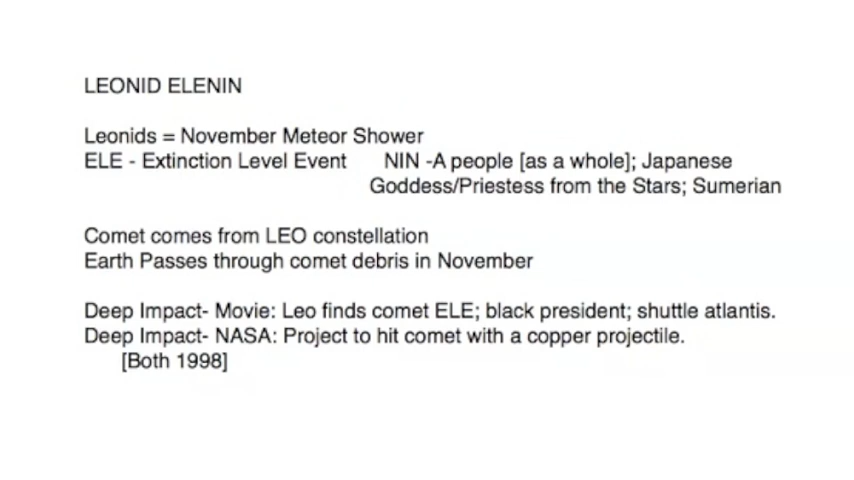 LEONID ELENIN
Leonids = November Meteor Shower
ELE - Extinction Level Event NIN -A people [as a whole]; Japanese
Goddess/Priestess from the Stars; Sumerian
Comet comes from LEO constellation
Earth Passes through comet debris in November
Deep Impact- Movie: Leo finds comet ELE; black president; shuttle atlantis.
Deep Impact- NASA: Project to hit comet with a copper projectile.
[Both 1998]